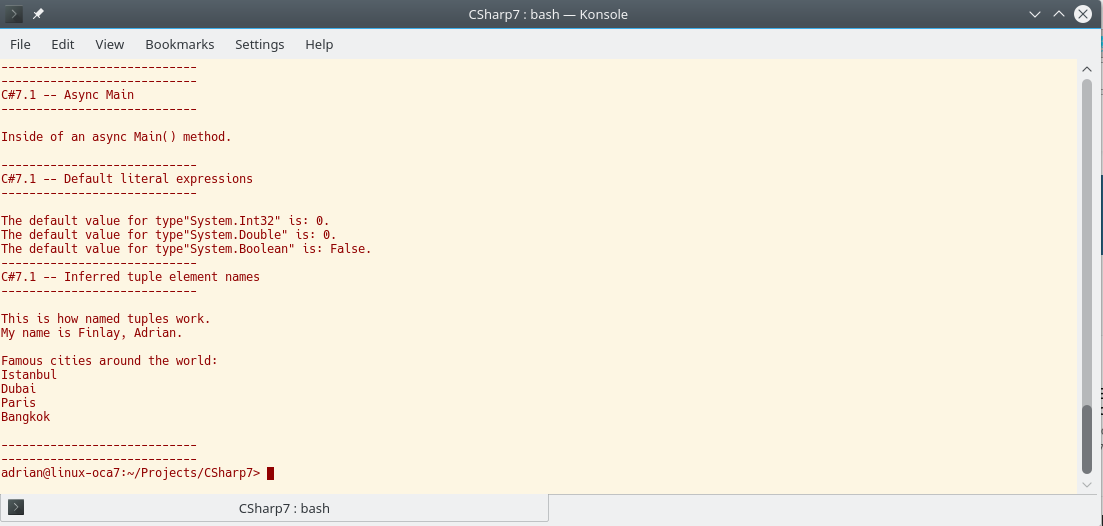 CSharp7 : bash — Konsole
File Edit View Bookmarks Settings Help
----------------------------
----------------------------
C#7.1 -- Async Main
----------------------------
Inside of an async Main() method.
----------------------------
C#7.1 -- Default literal expressions
----------------------------
The default value for type"System.Int32" is: 0.
The default value for type"System.Double" is: 0.
The default value for type"System.Boolean" is: False.
----------------------------
C#7.1 -- Inferred tuple element names
----------------------------
This is how named tuples work.
My name is Finlay, Adrian.
Famous cities around the world:
Istanbul
Dubai
Paris
Bangkok
----------------------------
----------------------------
adrian@linux-oca7:~/Projects/CSharp7>
CSharp7 : bash